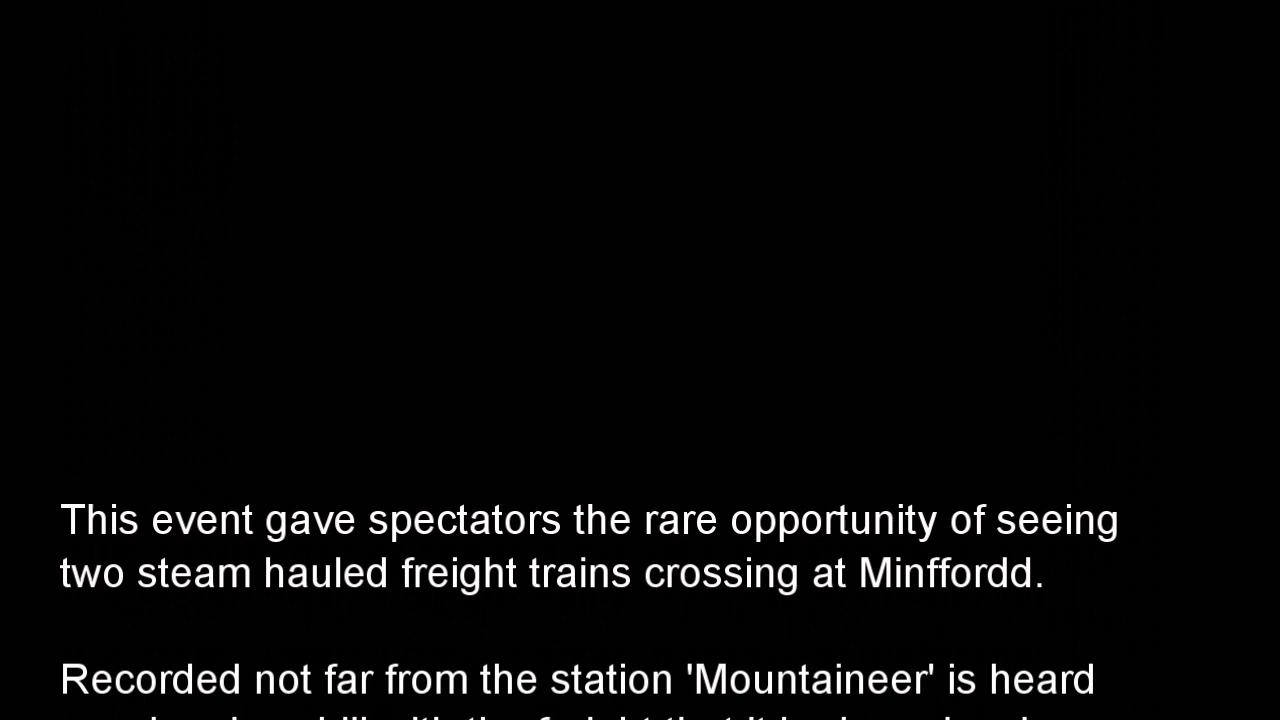 This event gave spectators the rare opportunity of seeing
two steam hauled freight trains crossing at Minffordd.
Recorded not far from the station 'Mountaineer' is heard